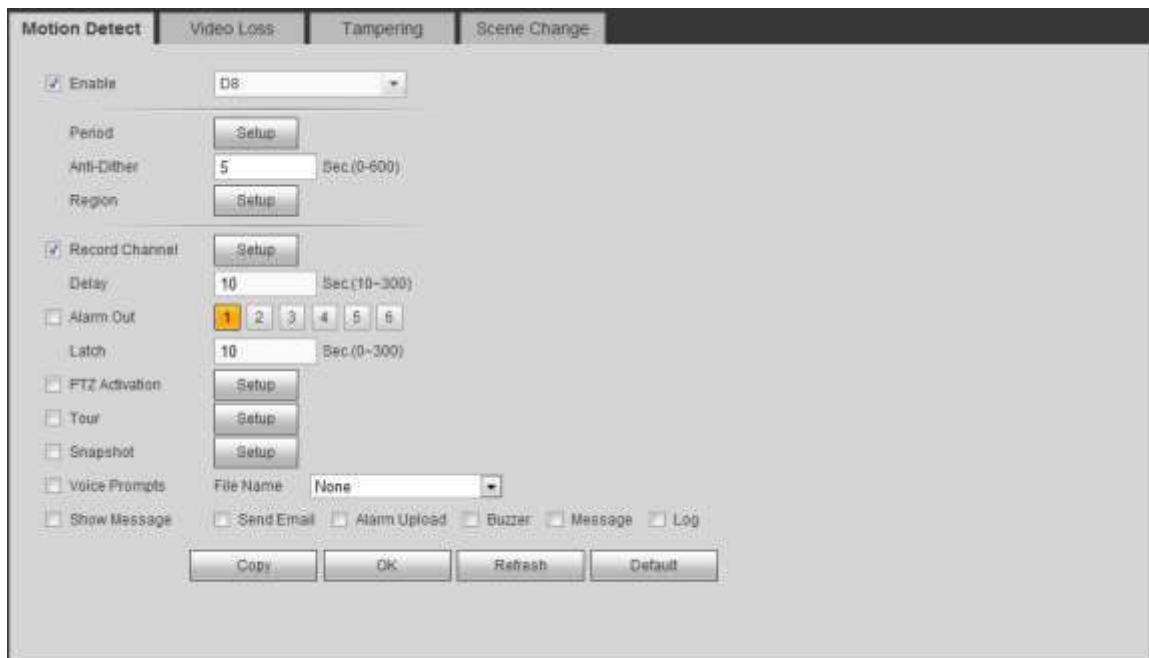 Motion Detect Video Loss Tampering Scene Change
Enable D8
Period Setup
Anti-Dither 5 Sec.(0-600)
Region Setup
Record Channel Setup
Delay 10 Sec.(10~300)
Alarm Out 1 2 3 4 5 6
Latch 10 Sec.(0~300)
PTZ Activation Setup
Tour Setup
Snapshot Setup
Voice Prompts File Name None
Show Message Send Email Alarm Upload Buzzer Message Log
Copy OK Refresh Default